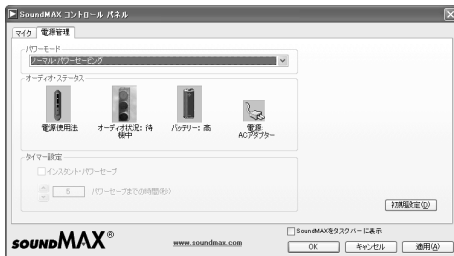 SoundMAX コントロール パネル
マイク 電源管理
パワーモード
ノーマル・パワーセービング
オーディオ・ステータス
電源使用法
オーディオ状況: 待機中
バッテリー: 高
電源
ACアダプター
タイマー設定
インスタント・パワーセーブ
5 パワーセーブまでの時間(秒)
初期設定(D)
SOUNDMAX®
www.soundmax.com
SoundMAXをタスクバーに表示
OK キャンセル 適用(A)